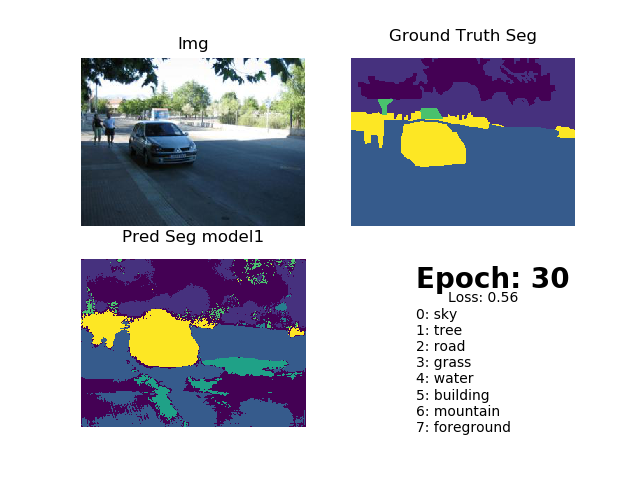 Img
Ground Truth Seg
Pred Seg model1
Epoch: 30
Loss: 0.56
0: sky
1: tree
2: road
3: grass
4: water
5: building
6: mountain
7: foreground